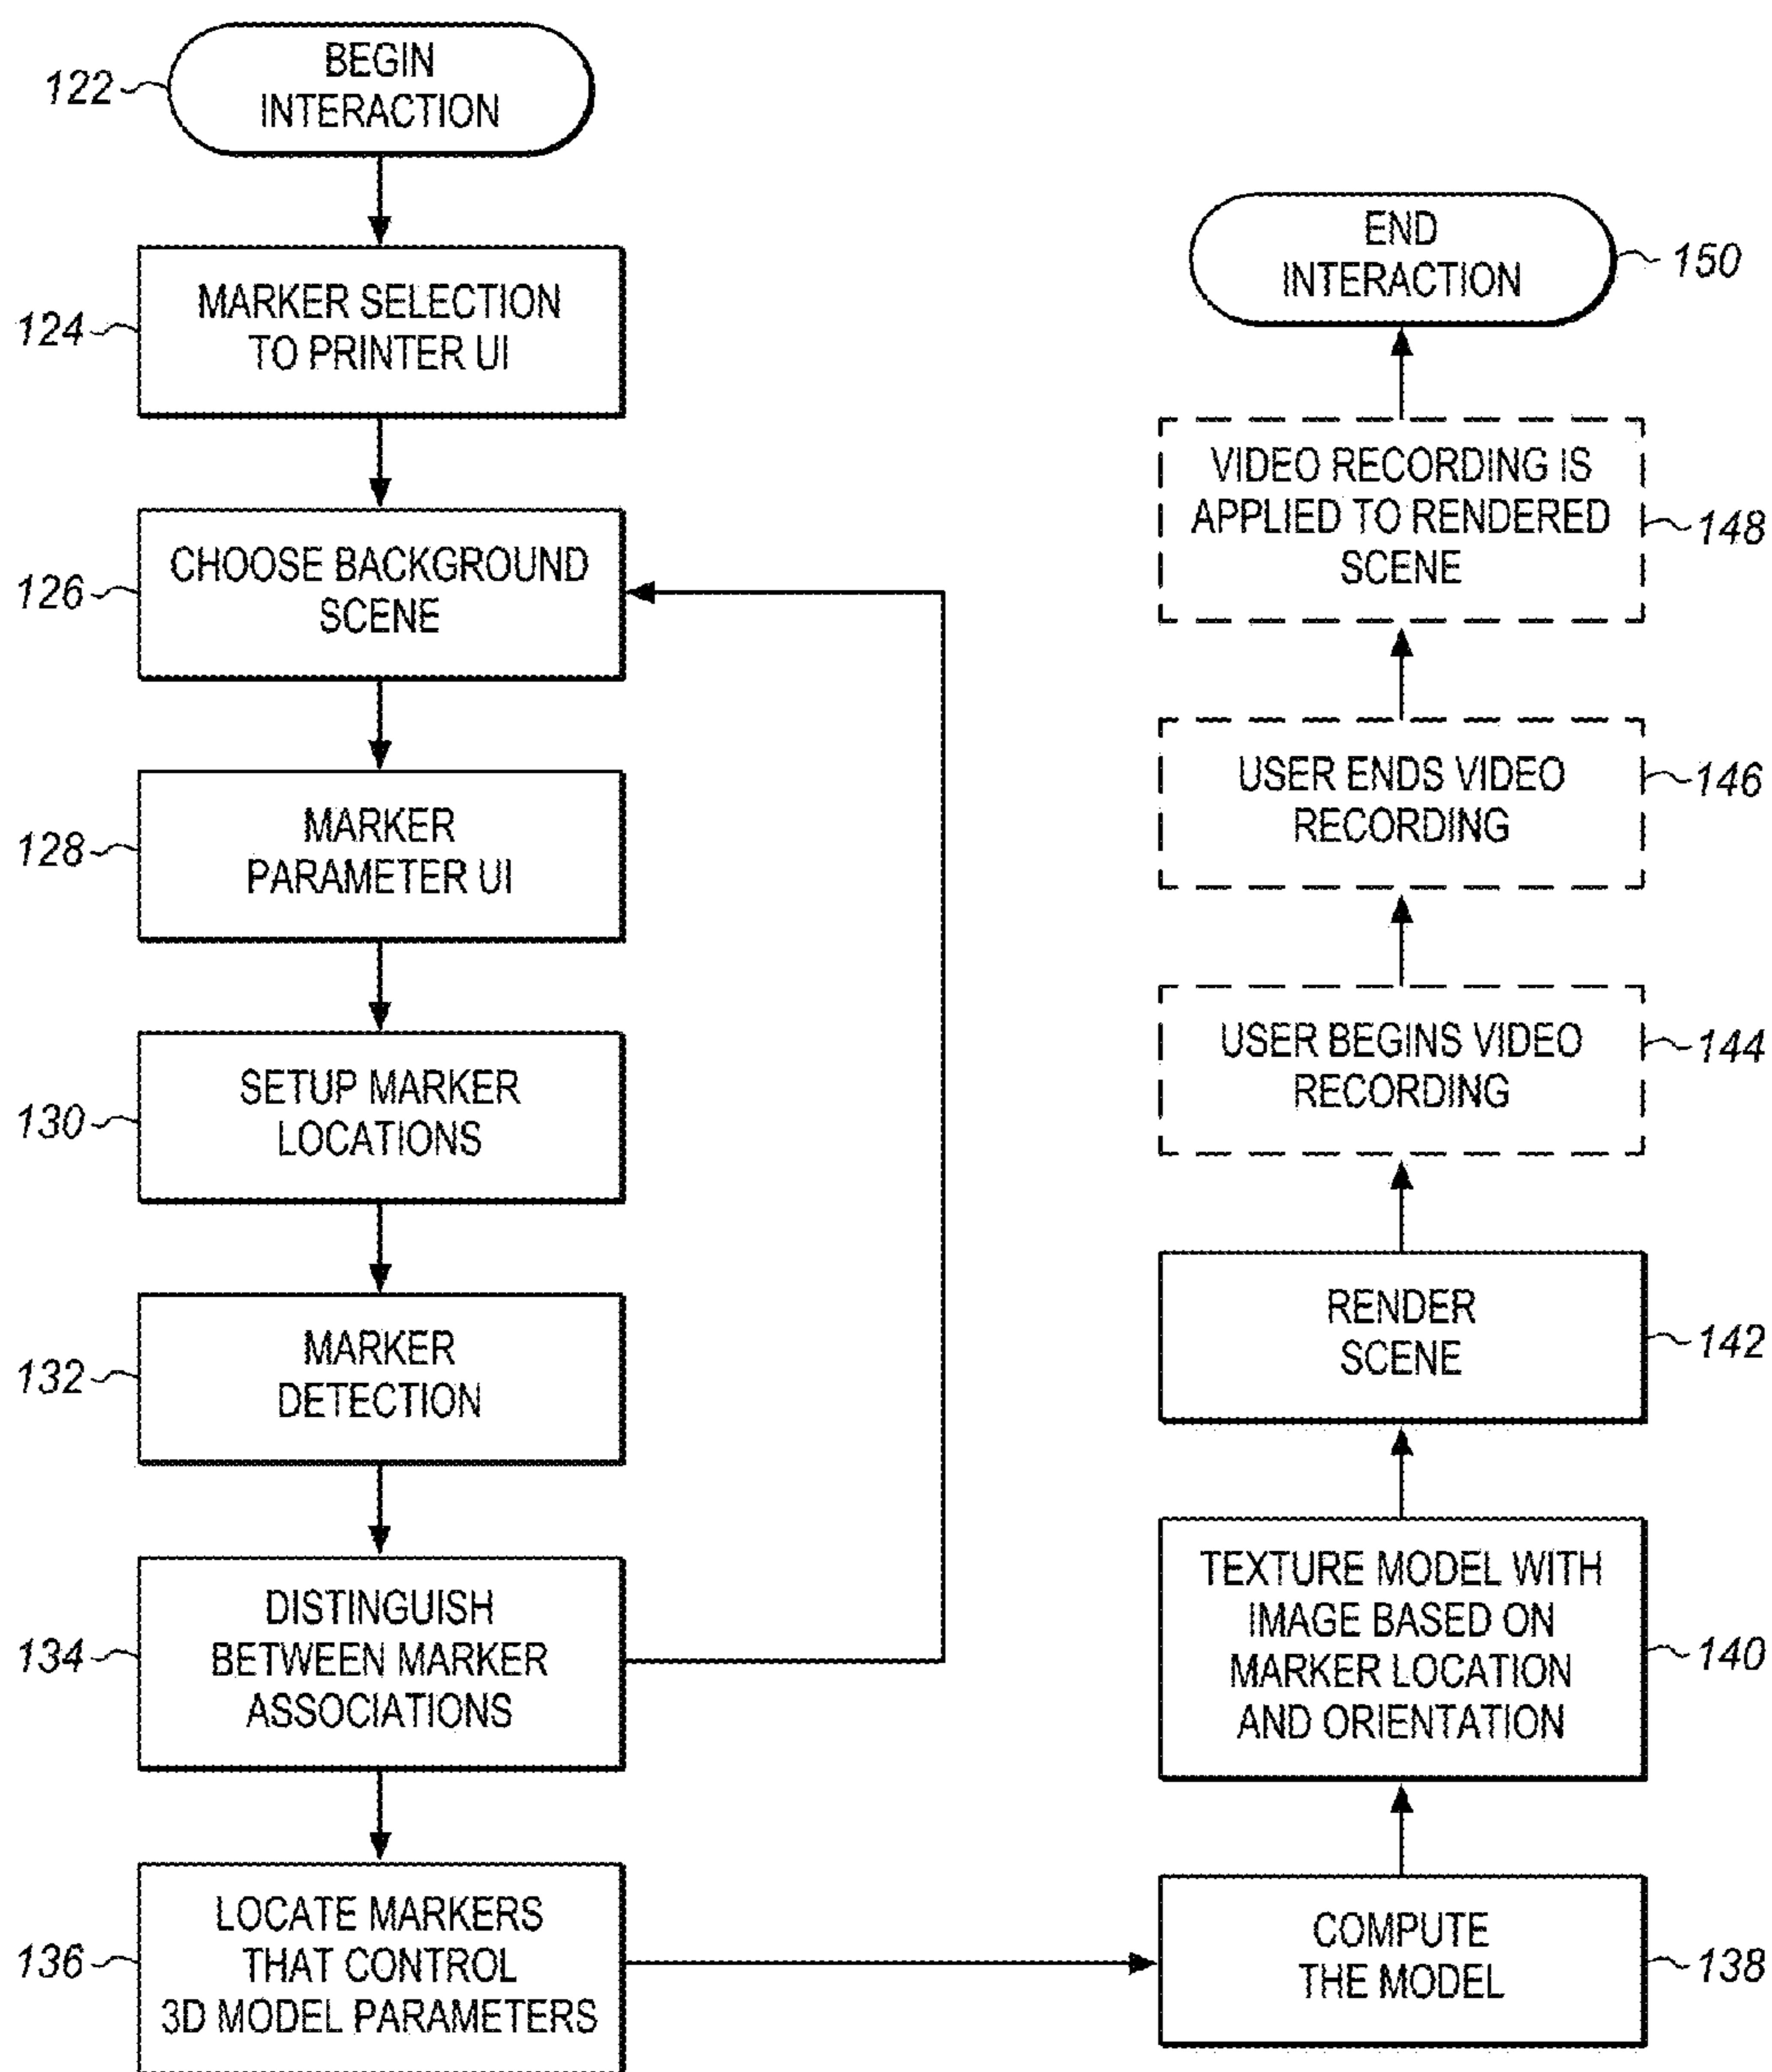 122
BEGIN
INTERACTION
124
MARKER SELECTION
TO PRINTER UI
126
CHOOSE BACKGROUND
SCENE
128
MARKER
PARAMETER UI
130
SETUP MARKER
LOCATIONS
132
MARKER
DETECTION
134
DISTINGUISH
BETWEEN MARKER
ASSOCIATIONS
136
LOCATE MARKERS
THAT CONTROL
3D MODEL PARAMETERS
COMPUTE
THE MODEL
138
TEXTURE MODEL WITH
IMAGE BASED ON
MARKER LOCATION
AND ORIENTATION
140
RENDER
SCENE
142
USER BEGINS VIDEO
RECORDING
144
USER ENDS VIDEO
RECORDING
146
VIDEO RECORDING IS
APPLIED TO RENDERED
SCENE
148
END
INTERACTION
150